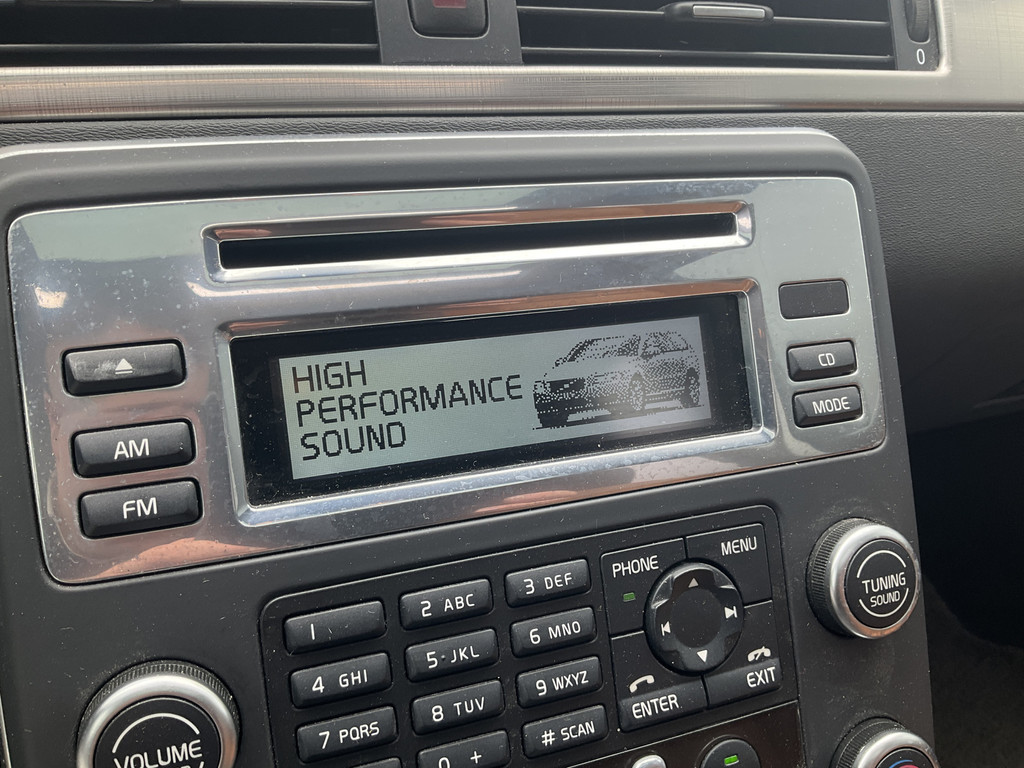 0
HIGH
PERFORMANCE
SOUND
CD
MODE
AM
FM
PHONE
MENU
1
2 ABC
3 DEF
4 GHI
5 JKL
6 MNO
7 PQRS
8 TUV
9 WXYZ
0 +
# SCAN
ENTER
EXIT
TUNING
SOUND
VOLUME